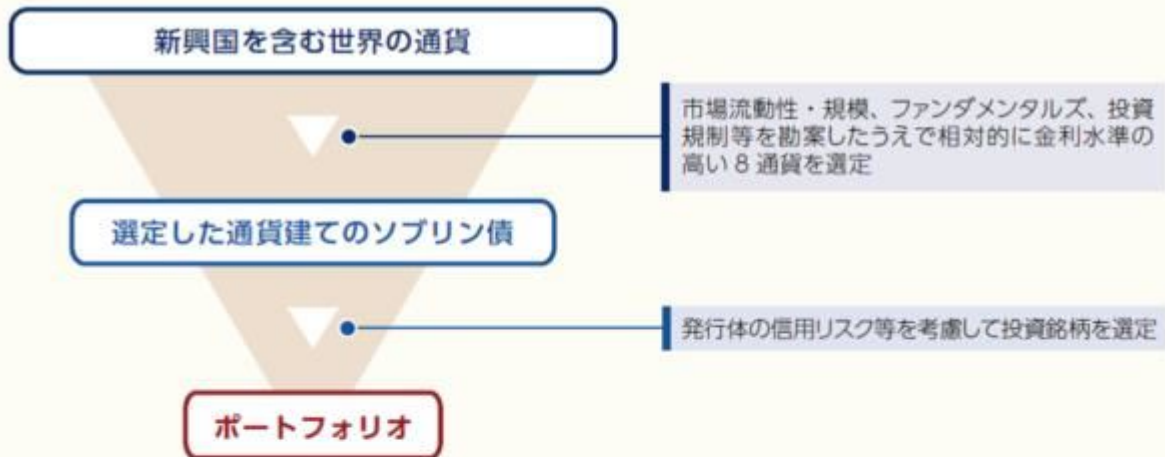 新興国を含む世界の通貨
市場流動性・規模、ファンダメンタルズ、投資
規制等を勘案したうえで相対的に金利水準の
高い8通貨を選定
選定した通貨建てのソブリン債
発行体の信用リスク等を考慮して投資銘柄を選定
ポートフォリオ